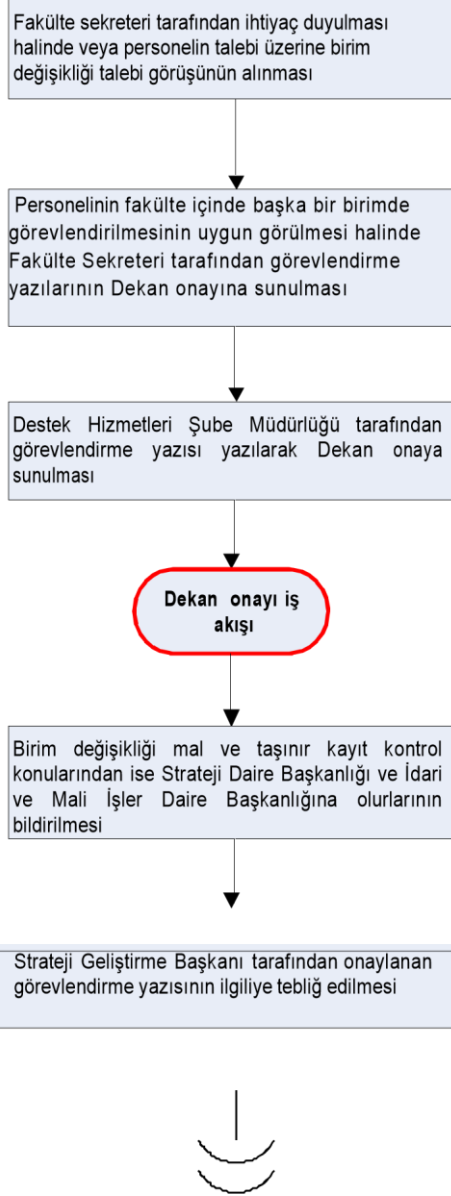 Fakülte sekreteri tarafından ihtiyaç duyulması
halinde veya personelin talebi üzerine birim
değişikliği talebi görüşünün alınması
Personelinin fakülte içinde başka bir birimde
görevlendirilmesinin uygun görülmesi halinde
Fakülte Sekreteri tarafından görevlendirme
yazılarının Dekan onayına sunulması
Destek Hizmetleri Şube Müdürlüğü tarafından
görevlendirme yazısı yazılarak Dekan onaya
sunulması
Dekan onayı iş
akışı
Birim değişikliği mal ve taşınır kayıt kontrol
konularından ise Strateji Daire Başkanlığı ve İdari
ve Mali İşler Daire Başkanlığına olurlarının
bildirilmesi
Strateji Geliştirme Başkanı tarafından onaylanan
görevlendirme yazısının ilgiliye tebliğ edilmesi